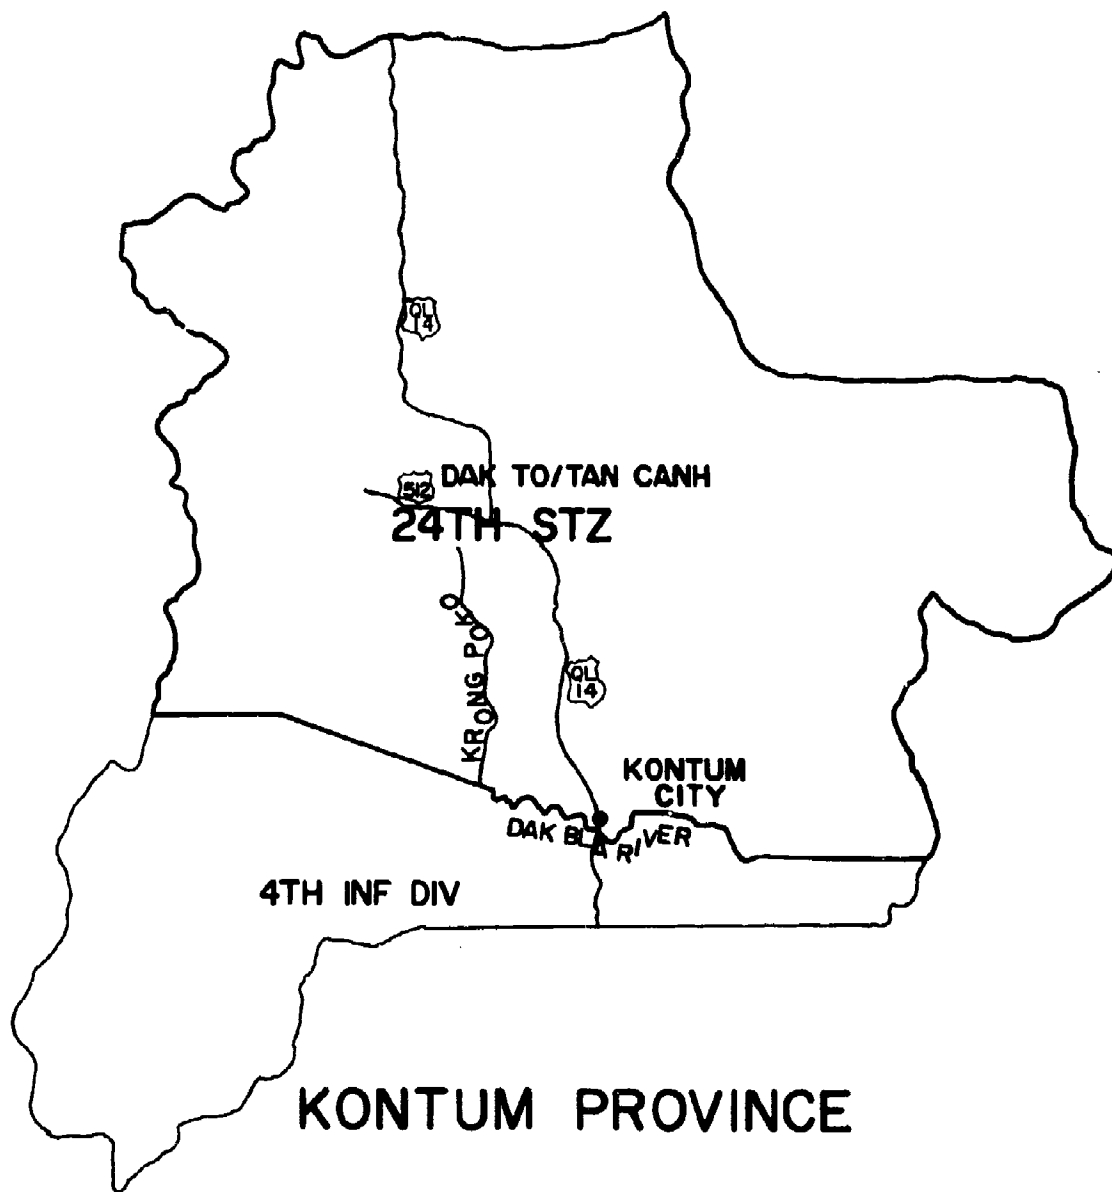 QL
14
512
DAK TO/TAN CANH
24TH STZ
KRONG POKO
QL
14
KONTUM
CITY
DAK BLA RIVER
4TH INF DIV
KONTUM PROVINCE